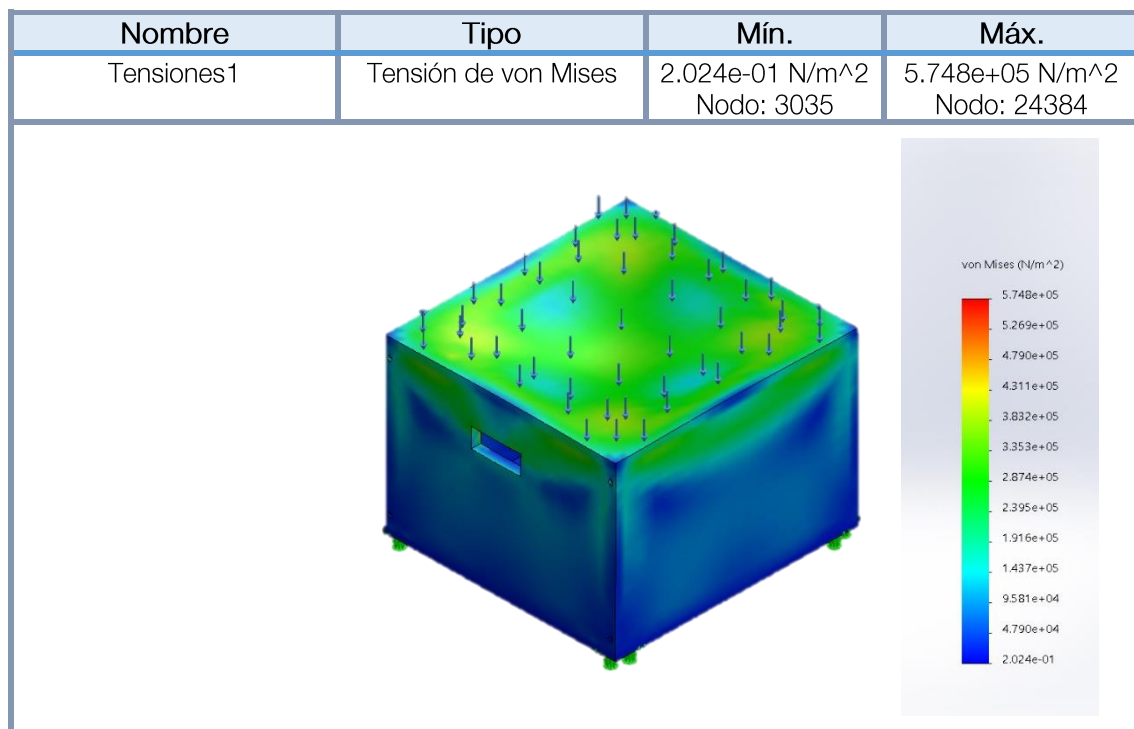 Nombre Tipo Mín. Máx.
Tensiones1 Tensión de von Mises 2.024e-01 N/m^2 5.748e+05 N/m^2
Nodo: 3035 Nodo: 24384
von Mises (N/m^2)
5.748e+05
5.269e+05
4.790e+05
4.311e+05
3.832e+05
3.353e+05
2.874e+05
2.395e+05
1.916e+05
1.437e+05
9.581e+04
4.790e+04
2.024e-01